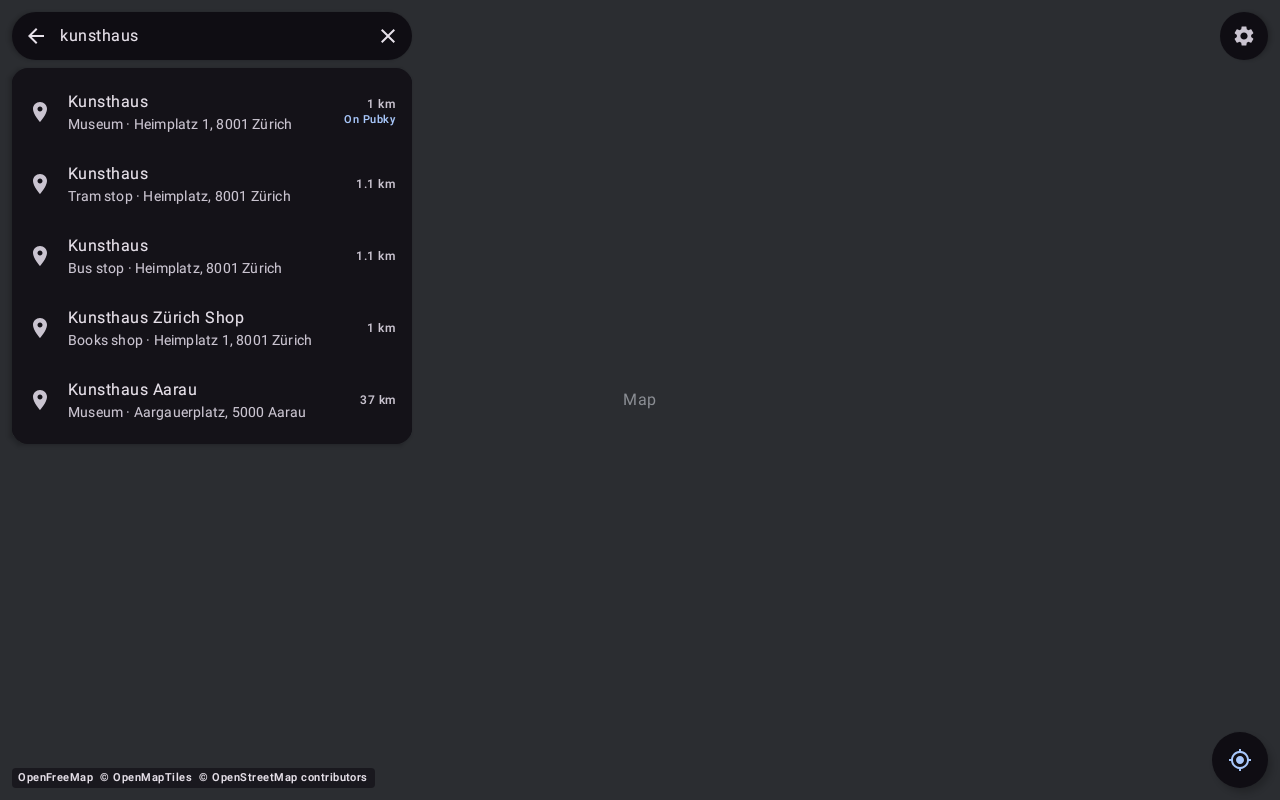 kunsthaus
Kunsthaus
Museum · Heimplatz 1, 8001 Zürich
1 km
On Pubky
Kunsthaus
Tram stop · Heimplatz, 8001 Zürich
1.1 km
Kunsthaus
Bus stop · Heimplatz, 8001 Zürich
1.1 km
Kunsthaus Zürich Shop
Books shop · Heimplatz 1, 8001 Zürich
1 km
Kunsthaus Aarau
Museum · Aargauerplatz, 5000 Aarau
37 km
Map
OpenFreeMap © OpenMapTiles © OpenStreetMap contributors